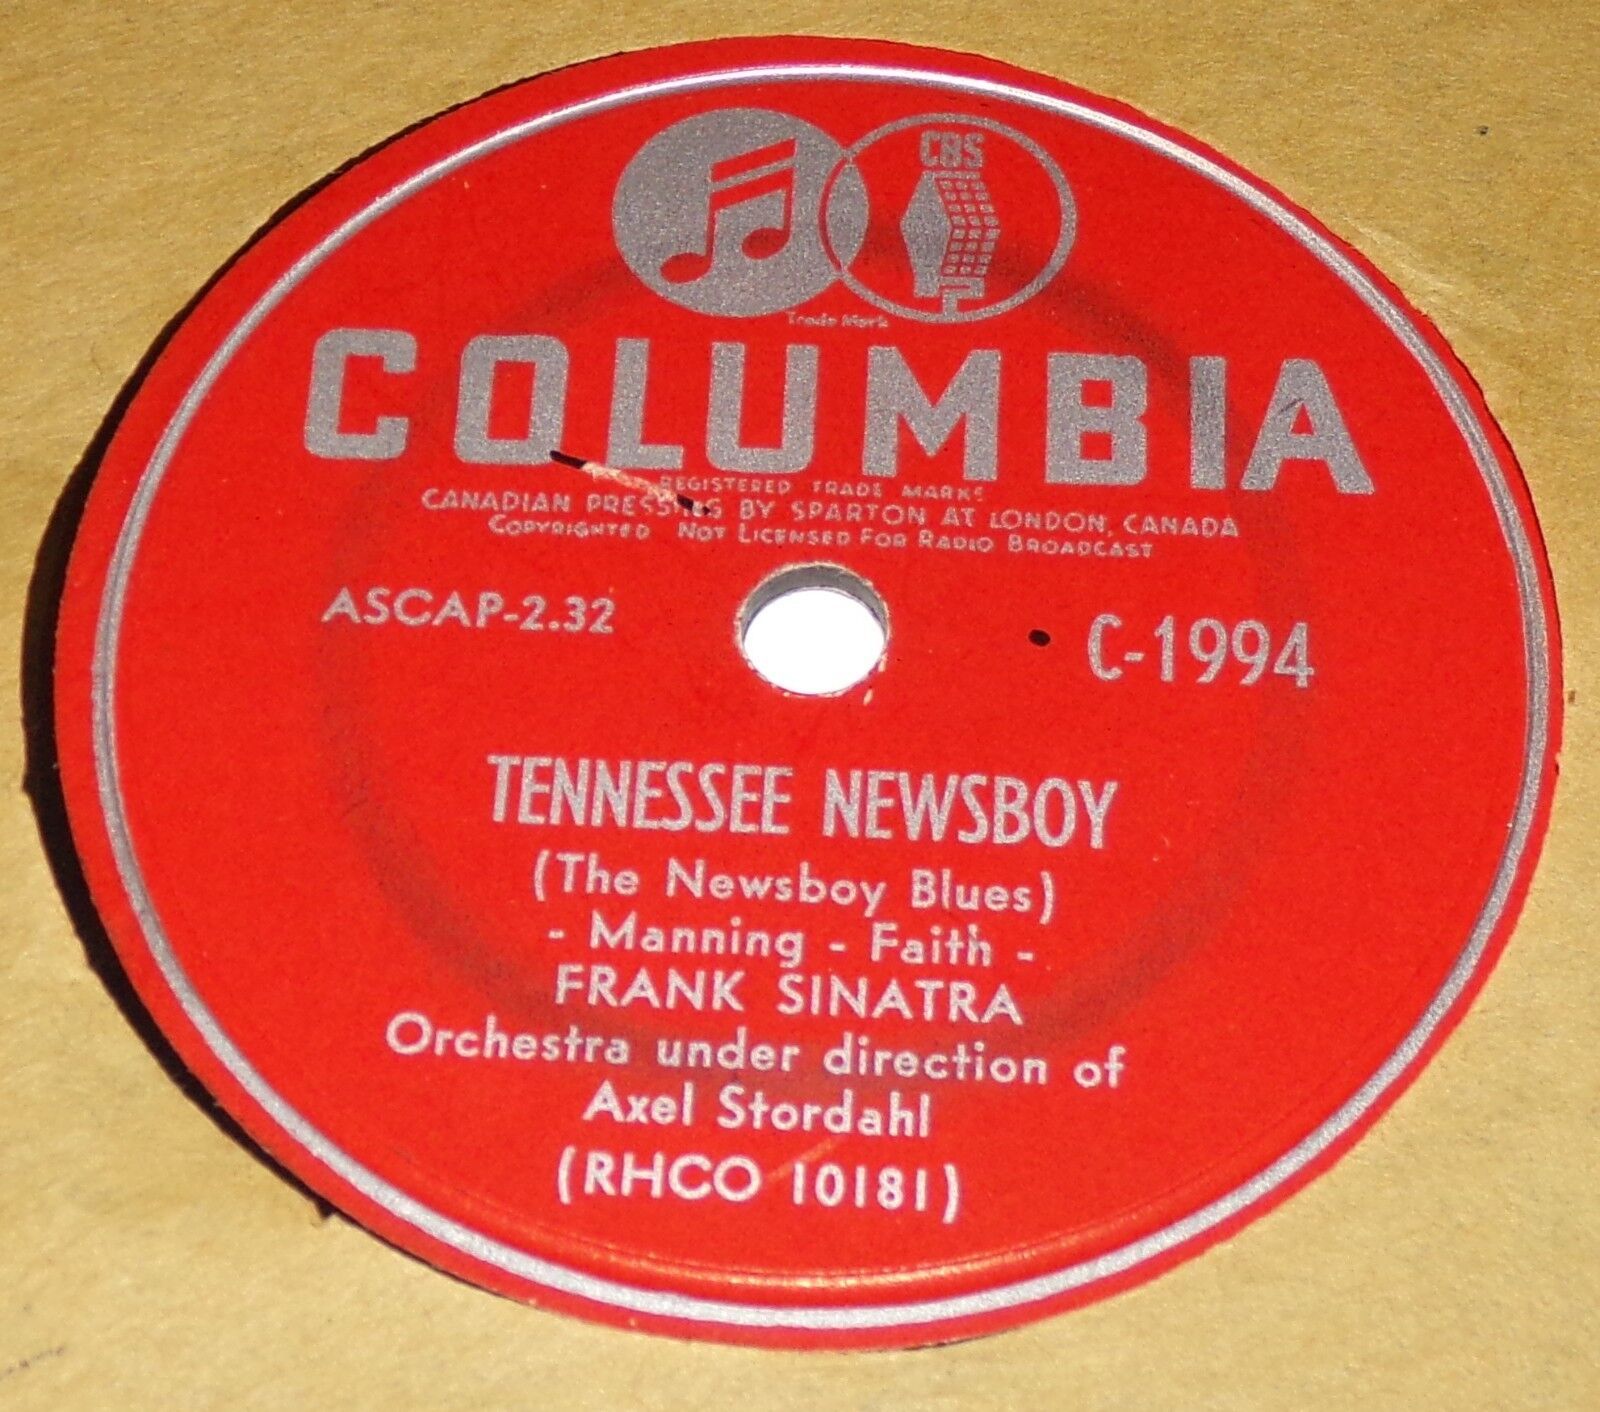 CBS
Trade Mark
COLUMBIA
REGISTERED TRADE MARKS
CANADIAN PRESSINGS BY SPARTON AT LONDON, CANADA
COPYRIGHTED NOT LICENSED FOR RADIO BROADCAST
ASCAP-2.32
C-1994
TENNESSEE NEWSBOY
(The Newsboy Blues)
- Manning - Faith -
FRANK SINATRA
Orchestra under direction of
Axel Stordahl
(RHCO 10181)